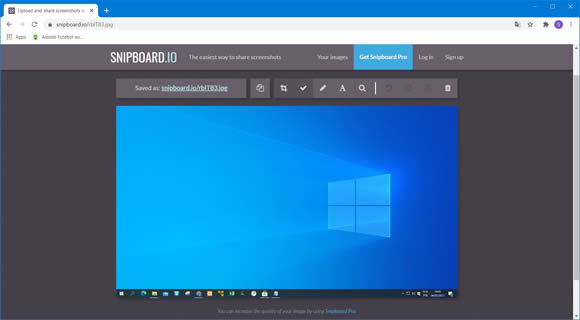 Upload and share screenshots
snipboard.io/rbIT83.jpg
Apps
Assistir Futebol ao...
S
SNIPBOARD.IO
The easiest way to share screenshots
Your images
Get Snipboard Pro
Log in
Sign up
Saved as: snipboard.io/rbIT83.jpg
A
You can increase the quality of your image by using Snipboard Pro.